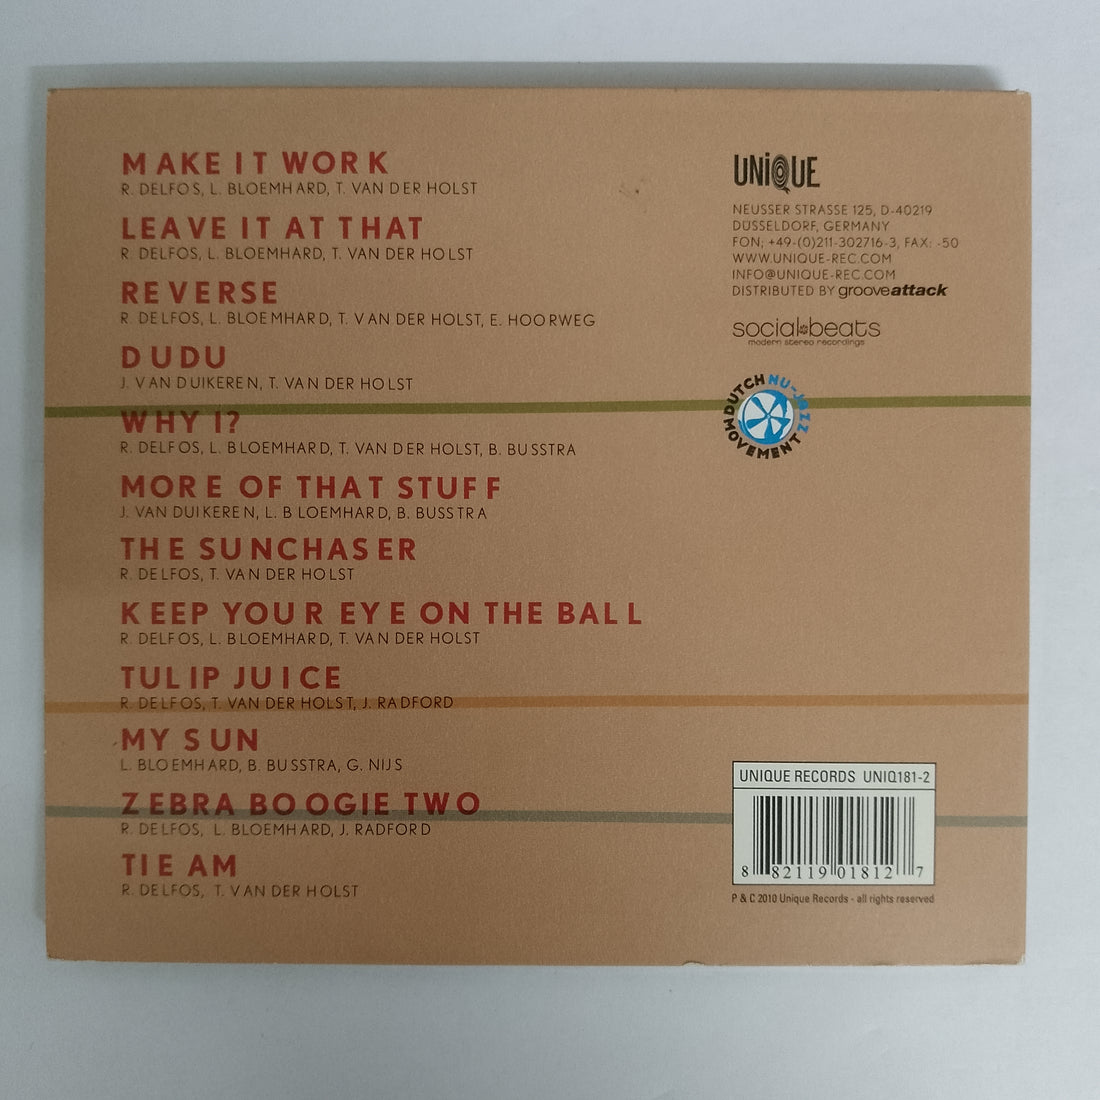 MAKE IT WORK
R. DELFOS, L. BLOEMHARD, T. VAN DER HOLST
LEAVE IT AT THAT
R. DELFOS, L. BLOEMHARD, T. VAN DER HOLST
REVERSE
R. DELFOS, L. BLOEMHARD, T. VAN DER HOLST, E. HOORWEG
DUDU
J. VAN DUIKEREN, T. VAN DER HOLST
WHY I?
R. DELFOS, L. BLOEMHARD, T. VAN DER HOLST, B. BUSSTRA
MORE OF THAT STUFF
J. VAN DUIKEREN, L. BLOEMHARD, B. BUSSTRA
THE SUNCHASER
R. DELFOS, T. VAN DER HOLST
KEEP YOUR EYE ON THE BALL
R. DELFOS, L. BLOEMHARD, T. VAN DER HOLST
TULIP JUICE
R. DELFOS, T. VAN DER HOLST, J. RADFORD
MY SUN
L. BLOEMHARD, B. BUSSTRA, G. NIJS
ZEBRA BOOGIE TWO
R. DELFOS, L. BLOEMHARD, J. RADFORD
TIE AM
R. DELFOS, T. VAN DER HOLST
UNiQUE
NEUSSER STRASSE 125, D-40219
DÜSSELDORF, GERMANY
FON; +49-(0)211-302716-3, FAX: -50
WWW.UNIQUE-REC.COM
INFO@UNIQUE-REC.COM
DISTRIBUTED BY grooveattack
social beats
modern stereo recordings
DUTCH NU-JAZZ MOVEMENT
UNIQUE RECORDS UNIQ181-2
8 82119 01812 7
P & C 2010 Unique Records - all rights reserved